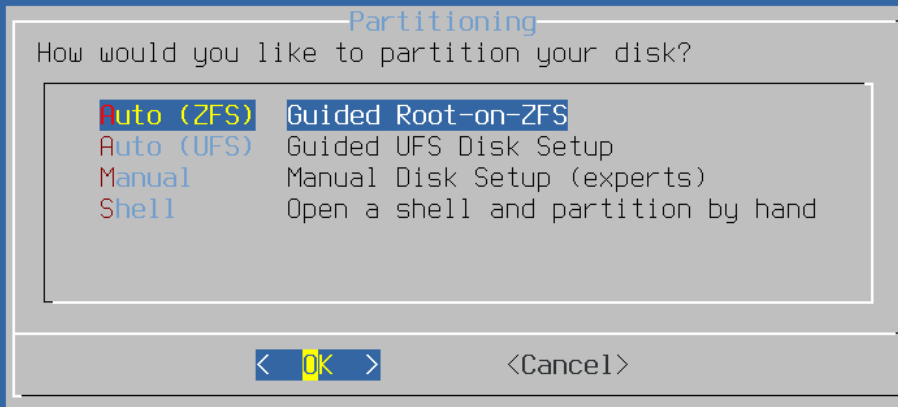 Partitioning
How would you like to partition your disk?
Auto (ZFS) Guided Root-on-ZFS
Auto (UFS) Guided UFS Disk Setup
Manual Manual Disk Setup (experts)
Shell Open a shell and partition by hand
< OK > <Cancel>